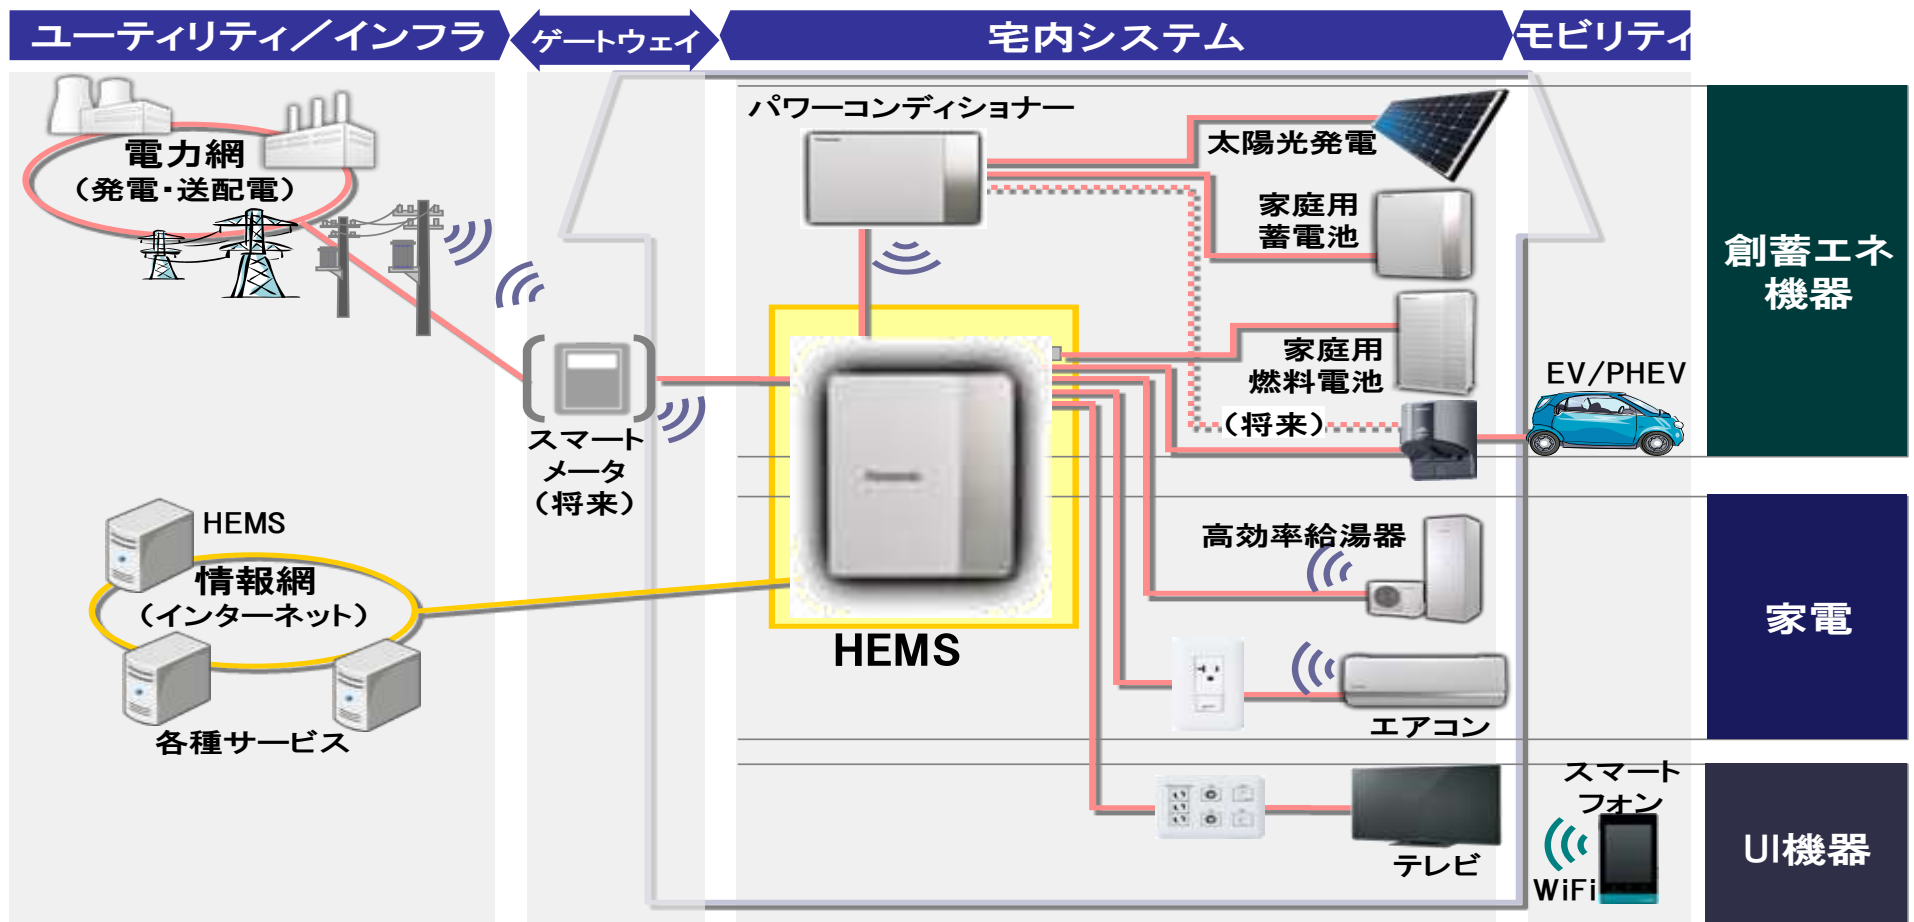 ユーティリティ／インフラ
ゲートウェイ
宅内システム
モビリティ
電力網
（発電・送配電）
スマート
メータ
（将来）
HEMS
情報網
（インターネット）
各種サービス
パワーコンディショナー
太陽光発電
家庭用
蓄電池
家庭用
燃料電池
（将来）
HEMS
高効率給湯器
エアコン
テレビ
EV/PHEV
スマート
フォン
WiFi
創蓄エネ
機器
家電
UI機器